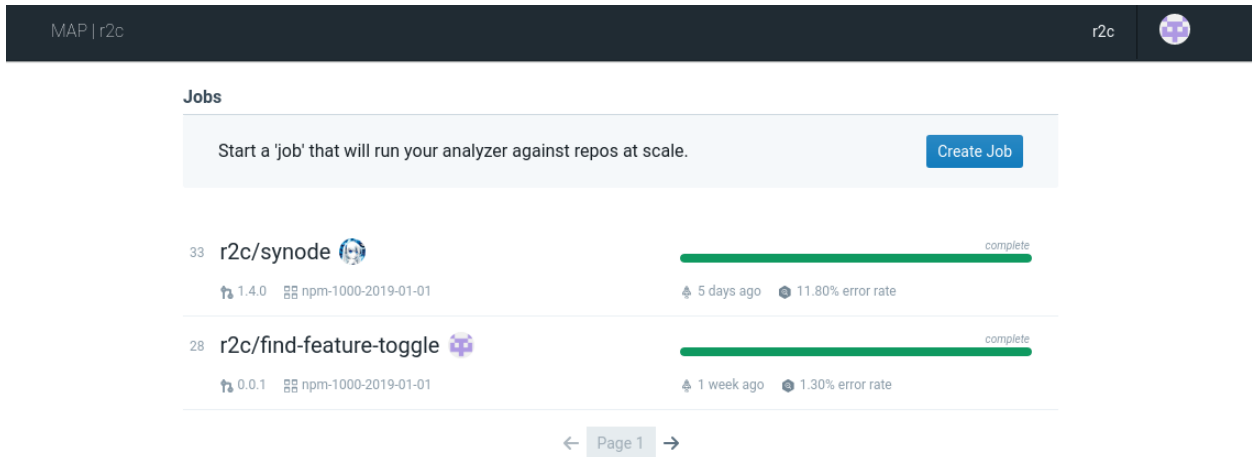 MAP | r2c r2c
Jobs
Start a 'job' that will run your analyzer against repos at scale. Create Job
33 r2c/synode complete
1.4.0 npm-1000-2019-01-01 5 days ago 11.80% error rate
28 r2c/find-feature-toggle complete
0.0.1 npm-1000-2019-01-01 1 week ago 1.30% error rate
← Page 1 →